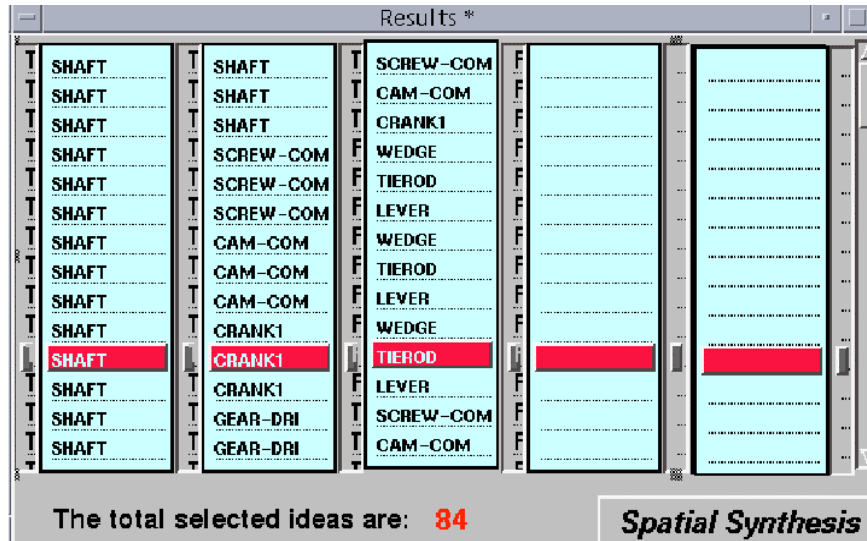 Results *
T SHAFT T SHAFT T SCREW-COM F
T SHAFT T SHAFT T CAM-COM F
T SHAFT T SHAFT T CRANK1 F
T SHAFT T SCREW-COM F WEDGE F
T SHAFT T SCREW-COM F TIEROD F
T SHAFT T SCREW-COM F LEVER F
T SHAFT T CAM-COM F WEDGE F
T SHAFT T CAM-COM F TIEROD F
T SHAFT T CAM-COM F LEVER F
T SHAFT T CRANK1 F WEDGE F
SHAFT CRANK1 TIEROD
T SHAFT T CRANK1 F LEVER F
T SHAFT T GEAR-DRI T SCREW-COM F
T SHAFT T GEAR-DRI T CAM-COM F
The total selected ideas are: 84
Spatial Synthesis